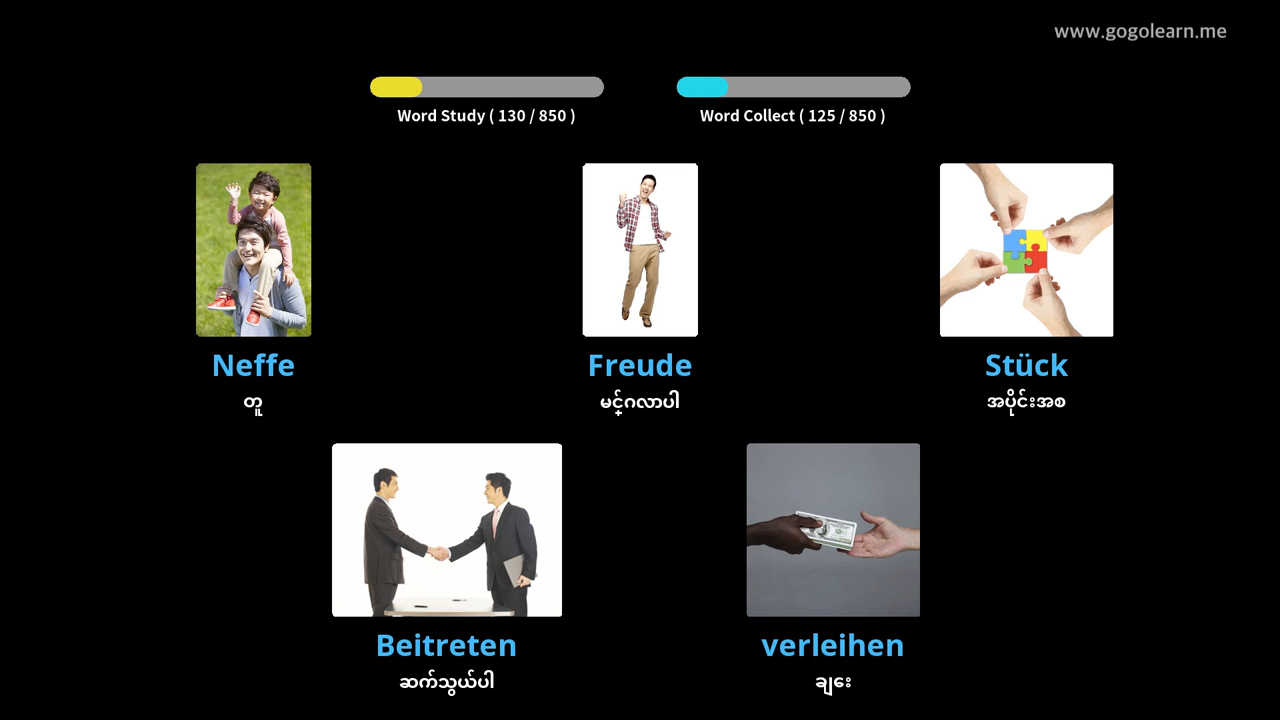 www.gogolearn.me
Word Study ( 130 / 850 )
Word Collect ( 125 / 850 )
Neffe
Freude
Stück
တူ
မင်္ဂလာပါ
အပိုင်းအစ
Beitreten
verleihen
ဆက်သွယ်ပါ
ချေး